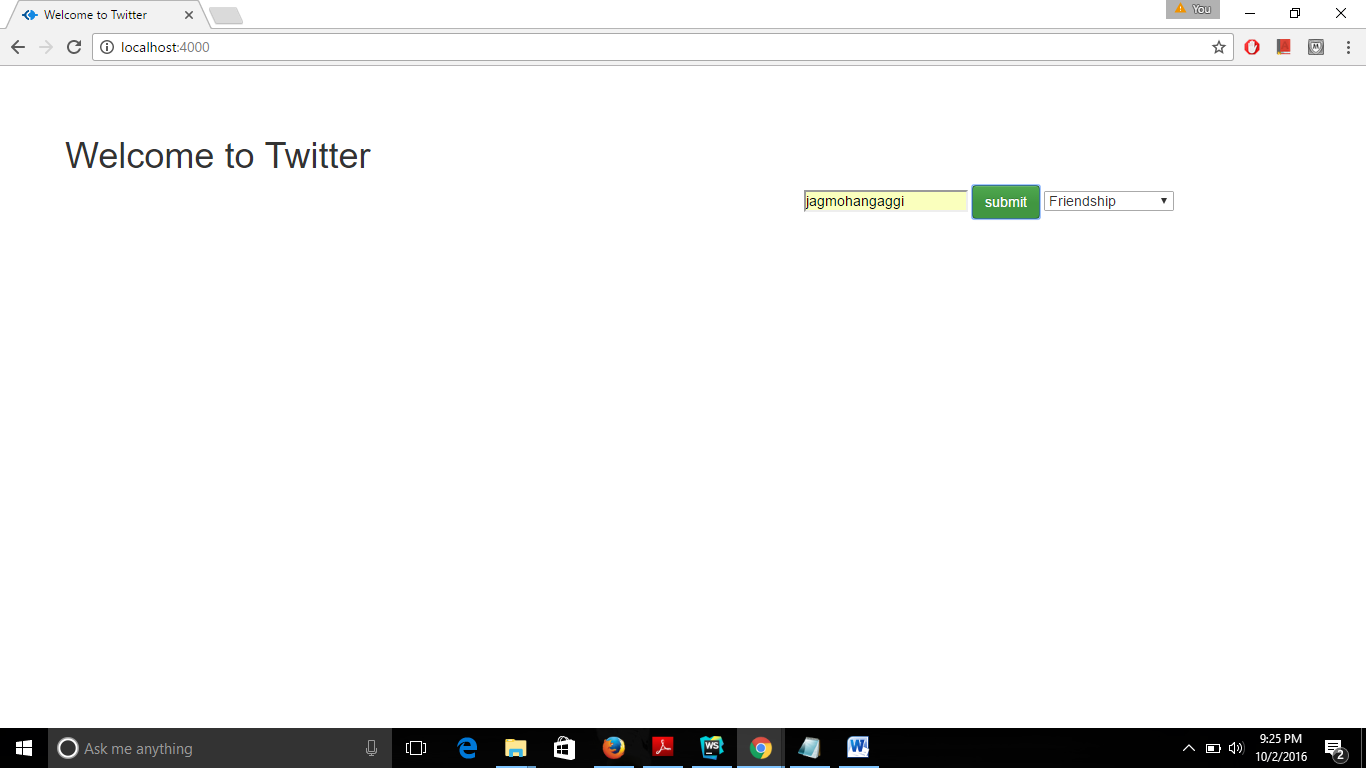 Welcome to Twitter
You
localhost:4000
Welcome to Twitter
jagmohangaggi
submit
Friendship
Ask me anything
WS
W
9:25 PM
10/2/2016
2